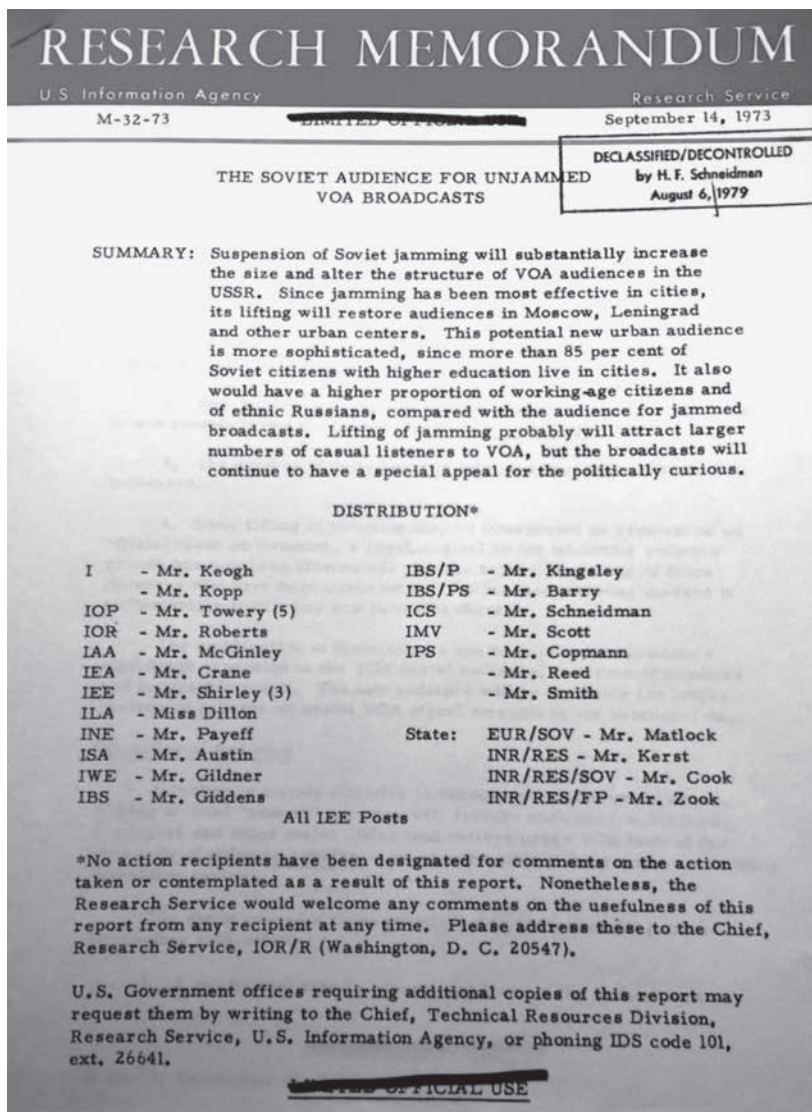 RESEARCH MEMORANDUM
U.S. Information Agency
Research Service
M-32-73
LIMITED OFFICIAL USE
September 14, 1973
DECLASSIFIED/DECONTROLLED
by H. F. Schneidman
August 6, 1979
THE SOVIET AUDIENCE FOR UNJAMMED
VOA BROADCASTS
SUMMARY: Suspension of Soviet jamming will substantially increase
the size and alter the structure of VOA audiences in the
USSR. Since jamming has been most effective in cities,
its lifting will restore audiences in Moscow, Leningrad
and other urban centers. This potential new urban audience
is more sophisticated, since more than 85 per cent of
Soviet citizens with higher education live in cities. It also
would have a higher proportion of working-age citizens and
of ethnic Russians, compared with the audience for jammed
broadcasts. Lifting of jamming probably will attract larger
numbers of casual listeners to VOA, but the broadcasts will
continue to have a special appeal for the politically curious.
DISTRIBUTION*
I - Mr. Keogh
- Mr. Kopp
IOP - Mr. Towery (5)
IOR - Mr. Roberts
IAA - Mr. McGinley
IEA - Mr. Crane
IEE - Mr. Shirley (3)
ILA - Miss Dillon
INE - Mr. Payeff
ISA - Mr. Austin
IWE - Mr. Gildner
IBS - Mr. Giddens
IBS/P - Mr. Kingsley
IBS/PS - Mr. Barry
ICS - Mr. Schneidman
IMV - Mr. Scott
IPS - Mr. Copmann
- Mr. Reed
- Mr. Smith
State: EUR/SOV - Mr. Matlock
INR/RES - Mr. Kerst
INR/RES/SOV - Mr. Cook
INR/RES/FP - Mr. Zook
All IEE Posts
*No action recipients have been designated for comments on the action
taken or contemplated as a result of this report. Nonetheless, the
Research Service would welcome any comments on the usefulness of this
report from any recipient at any time. Please address these to the Chief,
Research Service, IOR/R (Washington, D. C. 20547).
U.S. Government offices requiring additional copies of this report may
request them by writing to the Chief, Technical Resources Division,
Research Service, U.S. Information Agency, or phoning IDS code 101,
ext. 26641.
LIMITED OFFICIAL USE